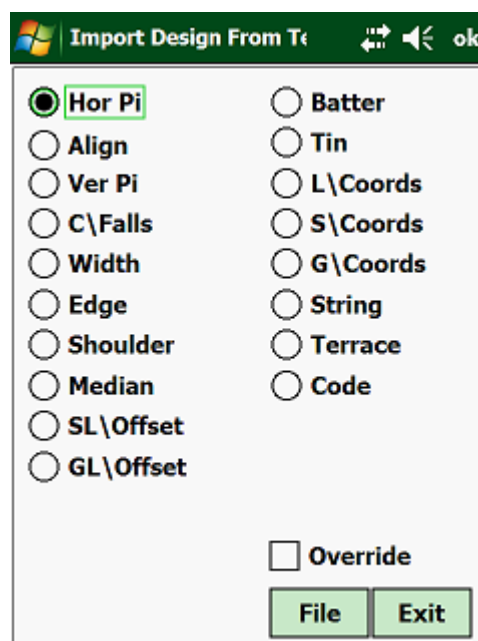 Import Design From Te ok
Hor Pi
Align
Ver Pi
C\Falls
Width
Edge
Shoulder
Median
SL\Offset
GL\Offset
Batter
Tin
L\Coords
S\Coords
G\Coords
String
Terrace
Code
Override
File Exit